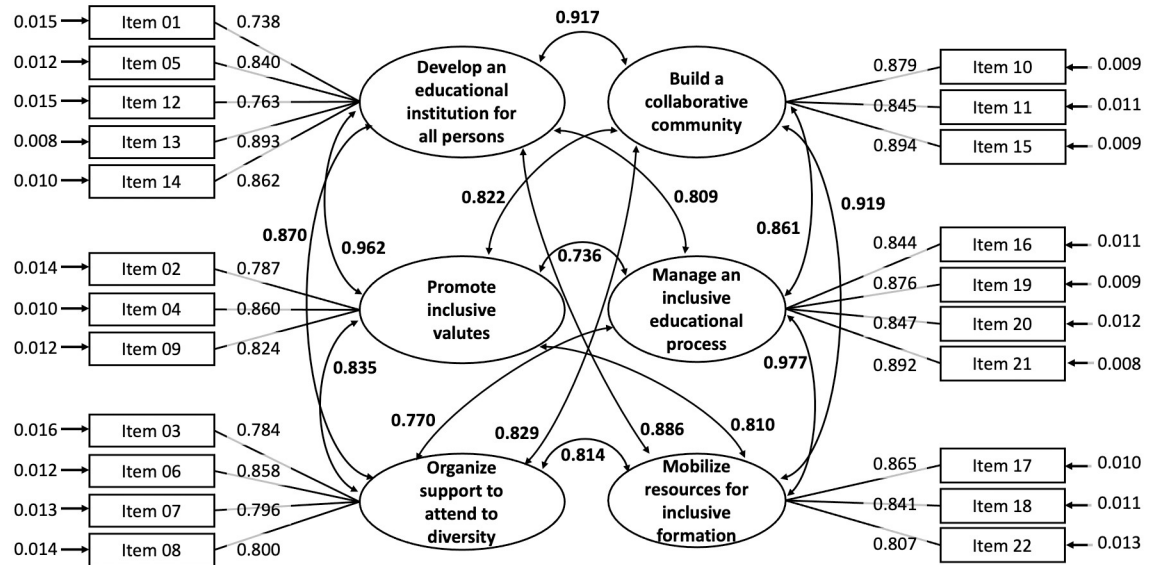 0.015 Item 01 0.738
0.012 Item 05 0.840
0.015 Item 12 0.763
0.008 Item 13 0.893
0.010 Item 14 0.862
0.917
Develop an
educational
institution for
all persons
Build a
collaborative
community
0.879 Item 10 0.009
0.845 Item 11 0.011
0.894 Item 15 0.009
0.822
0.809
0.870
0.962
0.861
0.919
0.014 Item 02 0.787
0.010 Item 04 0.860
0.012 Item 09 0.824
0.736
Promote
inclusive
valutes
Manage an
inclusive
educational
process
0.844 Item 16 0.011
0.876 Item 19 0.009
0.847 Item 20 0.012
0.892 Item 21 0.008
0.835
0.977
0.770
0.829
0.886
0.810
0.814
0.016 Item 03 0.784
0.012 Item 06 0.858
0.013 Item 07 0.796
0.014 Item 08 0.800
Organize
support to
attend to
diversity
Mobilize
resources for
inclusive
formation
0.865 Item 17 0.010
0.841 Item 18 0.011
0.807 Item 22 0.013